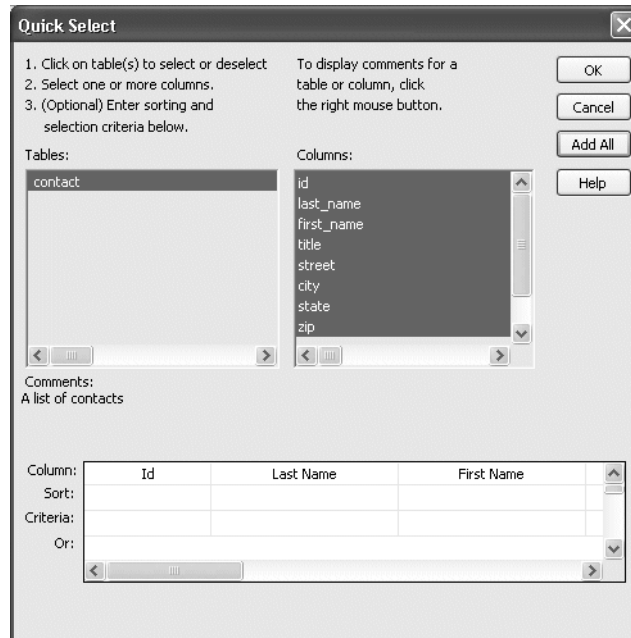 Quick Select
1. Click on table(s) to select or deselect
2. Select one or more columns.
3. (Optional) Enter sorting and
selection criteria below.
To display comments for a
table or column, click
the right mouse button.
OK
Cancel
Add All
Help
Tables:
contact
Columns:
id
last_name
first_name
title
street
city
state
zip
Comments:
A list of contacts
Column: Id Last Name First Name
Sort:
Criteria:
Or: